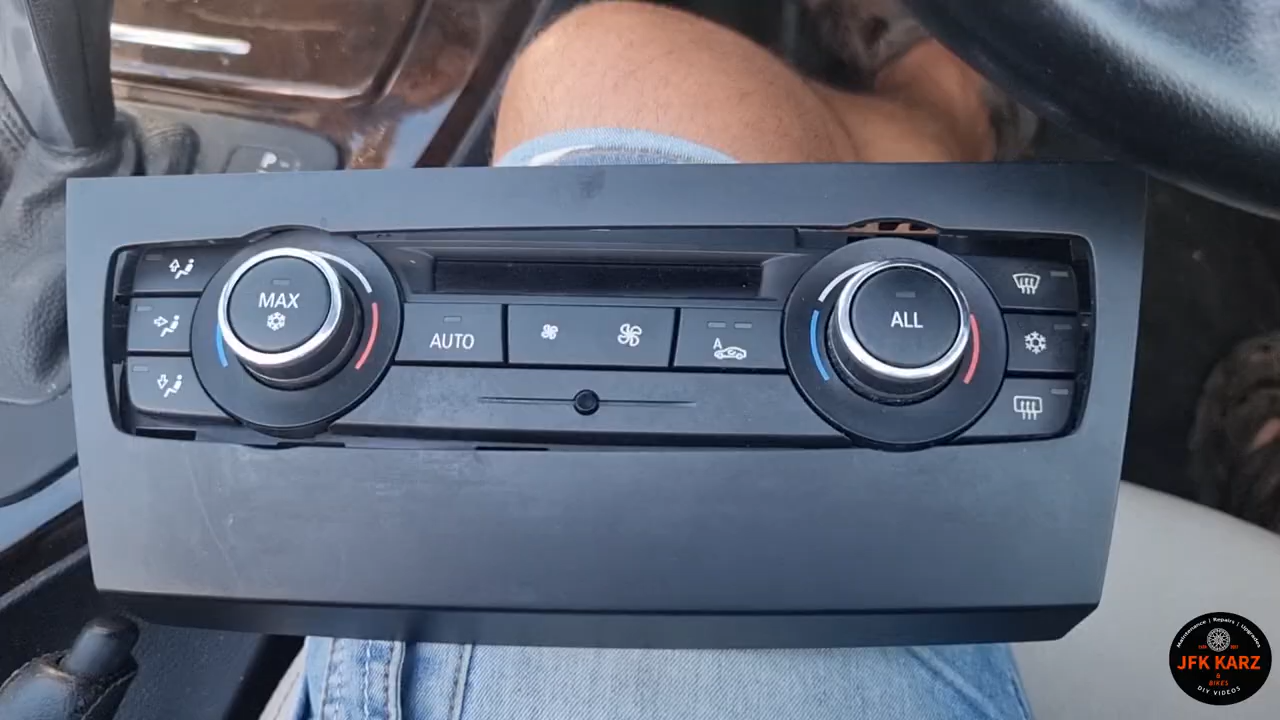 MAX
AUTO
A
ALL
Maintenance | Repairs | Upgrades
JFK KARZ
&
BIKES
DIY VIDEOS